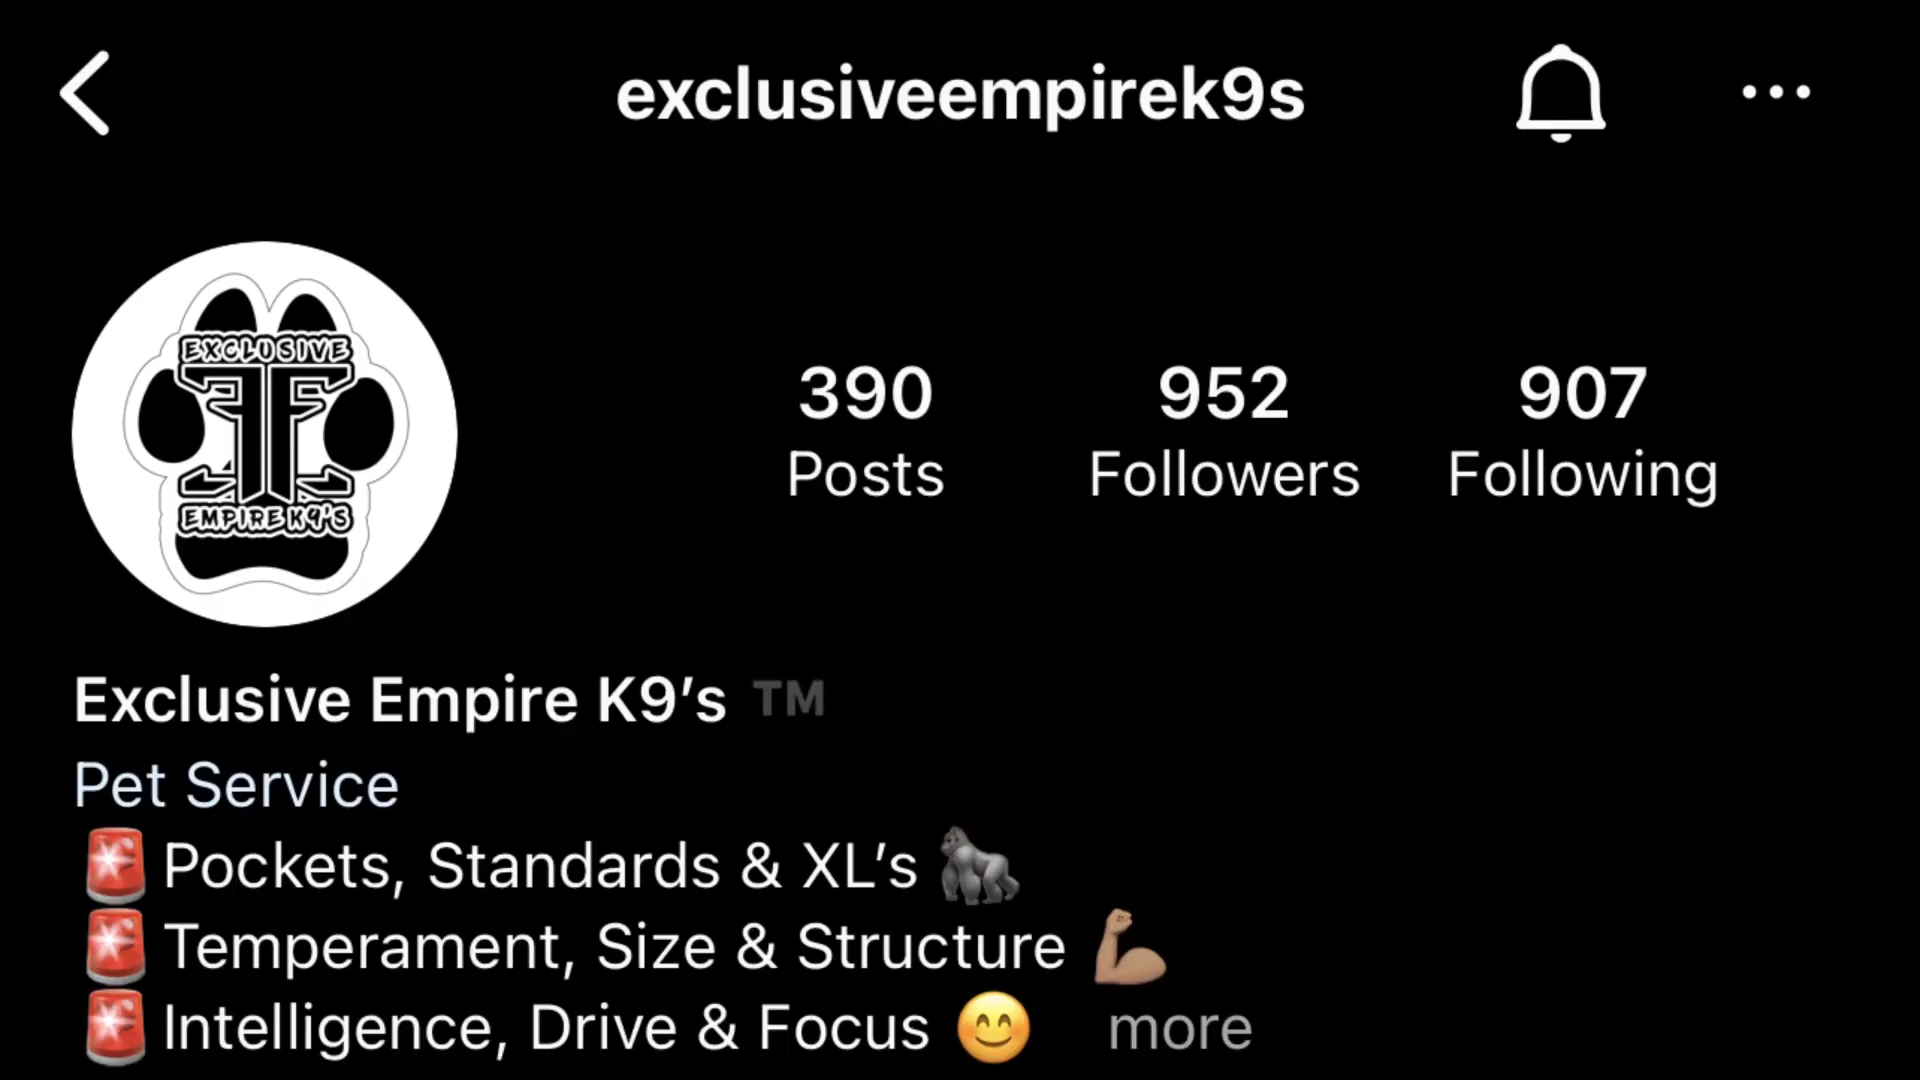 exclusiveempirek9s
EXCLUSIVE
EMPIRE K9'S
390
Posts
952
Followers
907
Following
Exclusive Empire K9’s ™
Pet Service
🚨Pockets, Standards & XL’s 🦍
🚨Temperament, Size & Structure 💪🏽
🚨Intelligence, Drive & Focus 😊 more